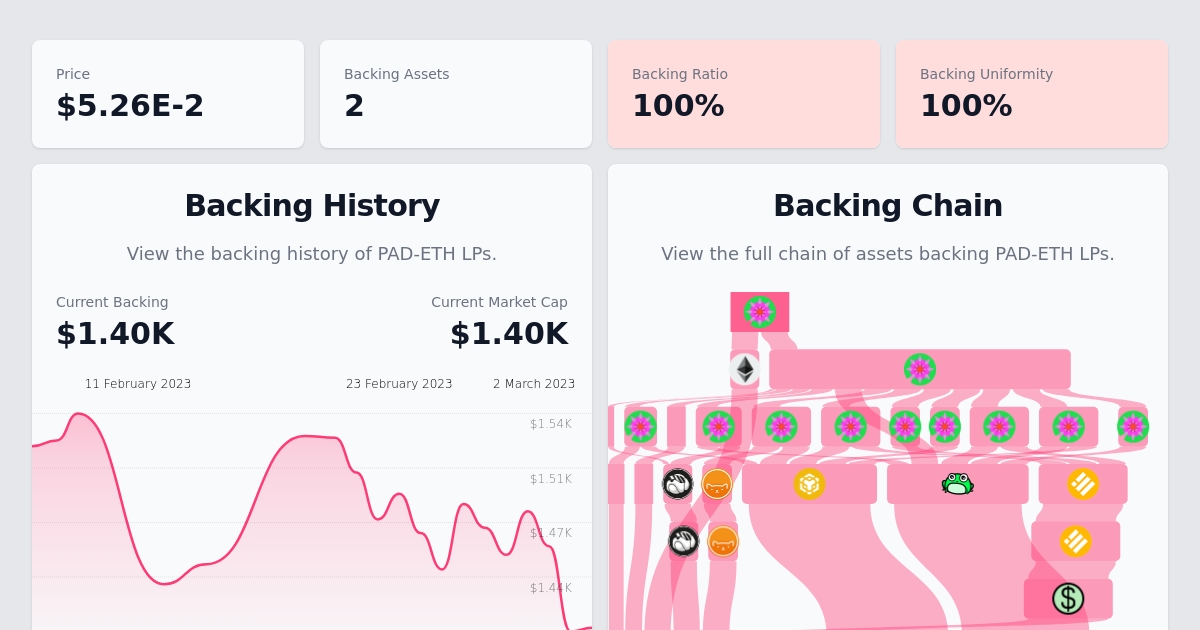 Price
$5.26E-2
Backing Assets
2
Backing Ratio
100%
Backing Uniformity
100%
Backing History
View the backing history of PAD-ETH LPs.
Current Backing
$1.40K
Current Market Cap
$1.40K
11 February 2023
23 February 2023
2 March 2023
$1.54K
$1.51K
$1.47K
$1.44K
Backing Chain
View the full chain of assets backing PAD-ETH LPs.
$